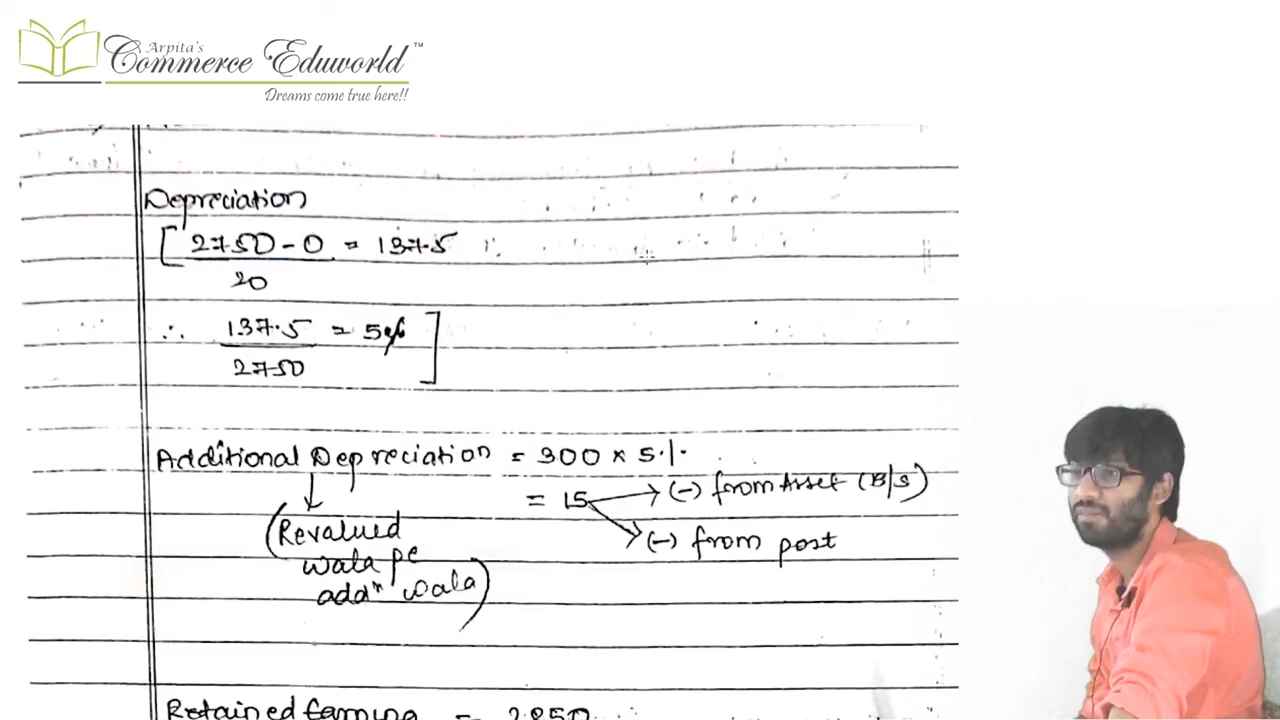 Arpita's
Commerce Eduworld™
Dreams come true here!!
Depreciation
[ 2750 - 0 = 137.5
20
∴ 137.5 = 5% ]
2750
Additional Depreciation = 300 × 5%.
= 15 → (-) from Asset (B/S)
→ (-) from post
(Revalued
wala pe
addn wala)
Retained Earning = 2850